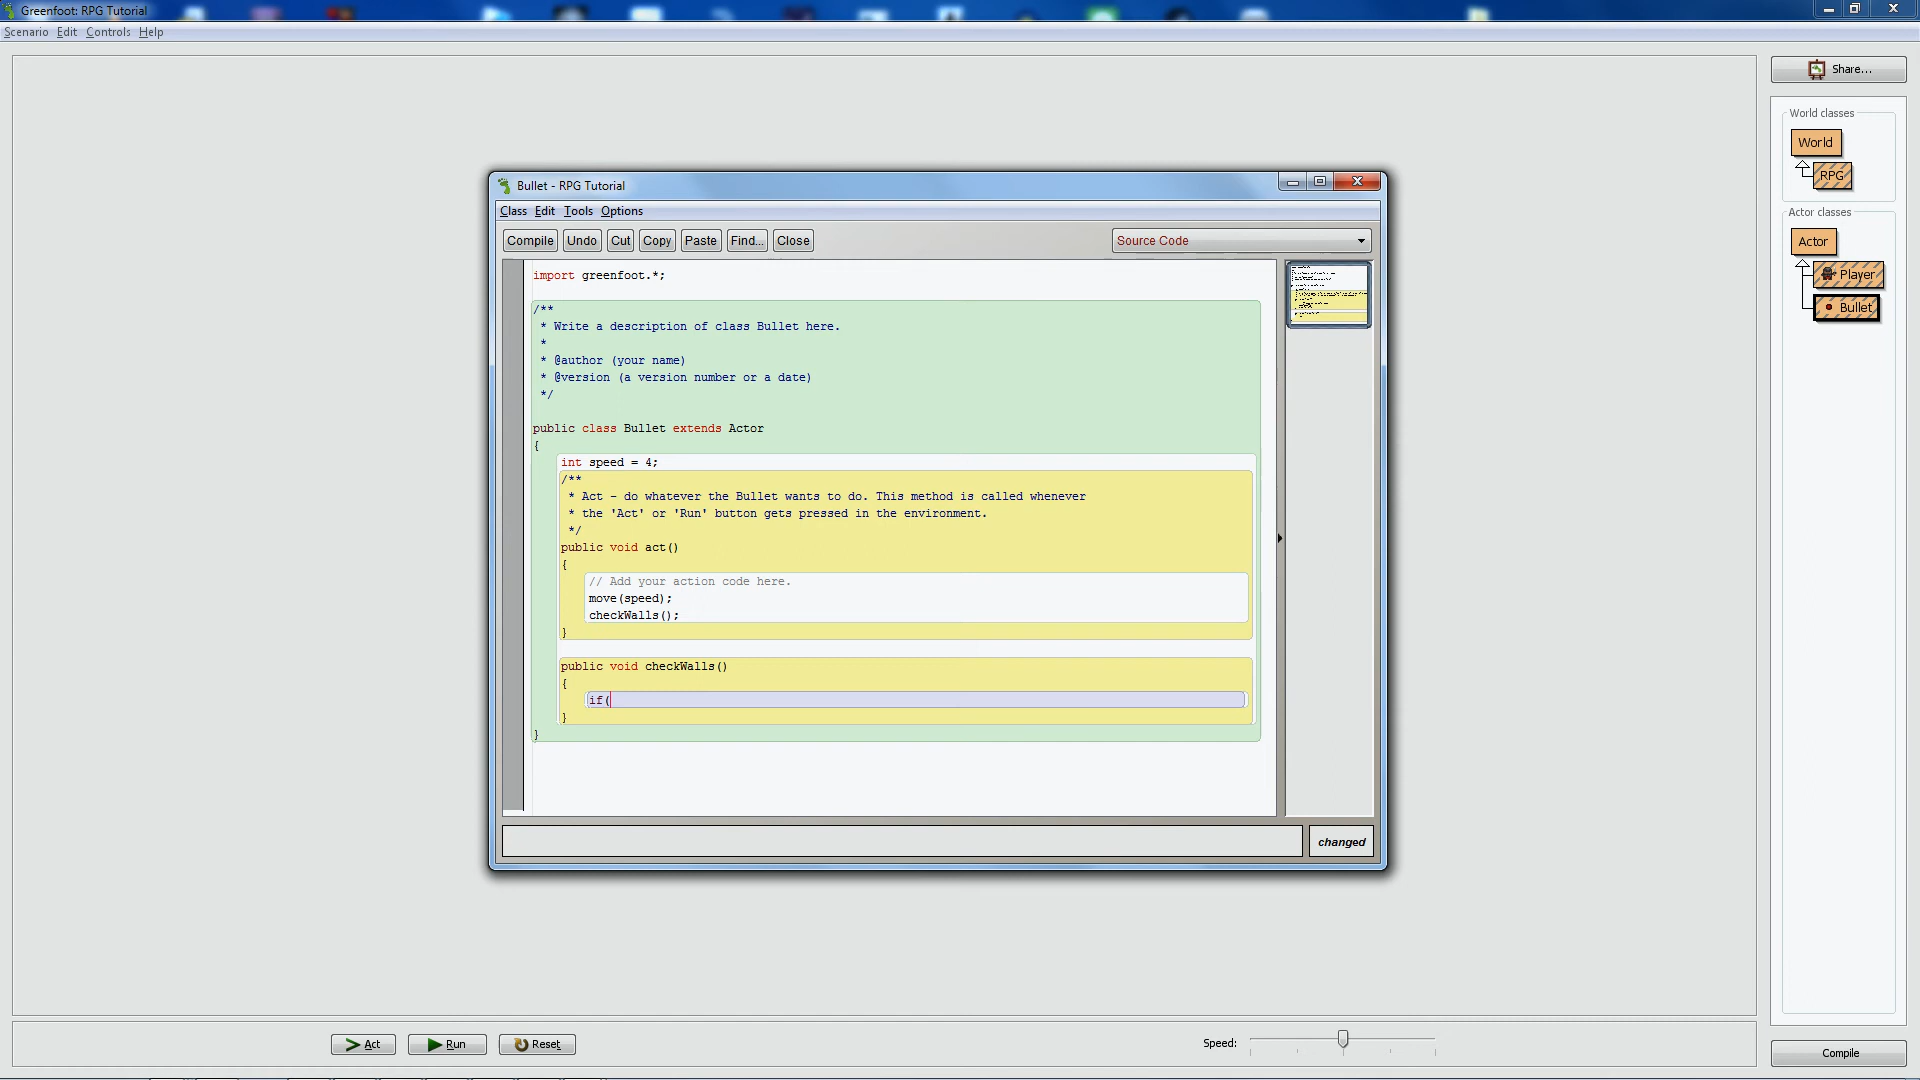 Greenfoot: RPG Tutorial
Scenario Edit Controls Help
Share...
World classes
World
RPG
Actor classes
Actor
Player
Bullet
Bullet - RPG Tutorial
Class Edit Tools Options
Compile Undo Cut Copy Paste Find... Close Source Code
import greenfoot.*;
/**
* Write a description of class Bullet here.
*
* @author (your name)
* @version (a version number or a date)
*/
public class Bullet extends Actor
{
int speed = 4;
/**
* Act - do whatever the Bullet wants to do. This method is called whenever
* the 'Act' or 'Run' button gets pressed in the environment.
*/
public void act()
{
// Add your action code here.
move(speed);
checkWalls();
}
public void checkWalls()
{
if(
}
}
changed
Act Run Reset Speed:
Compile